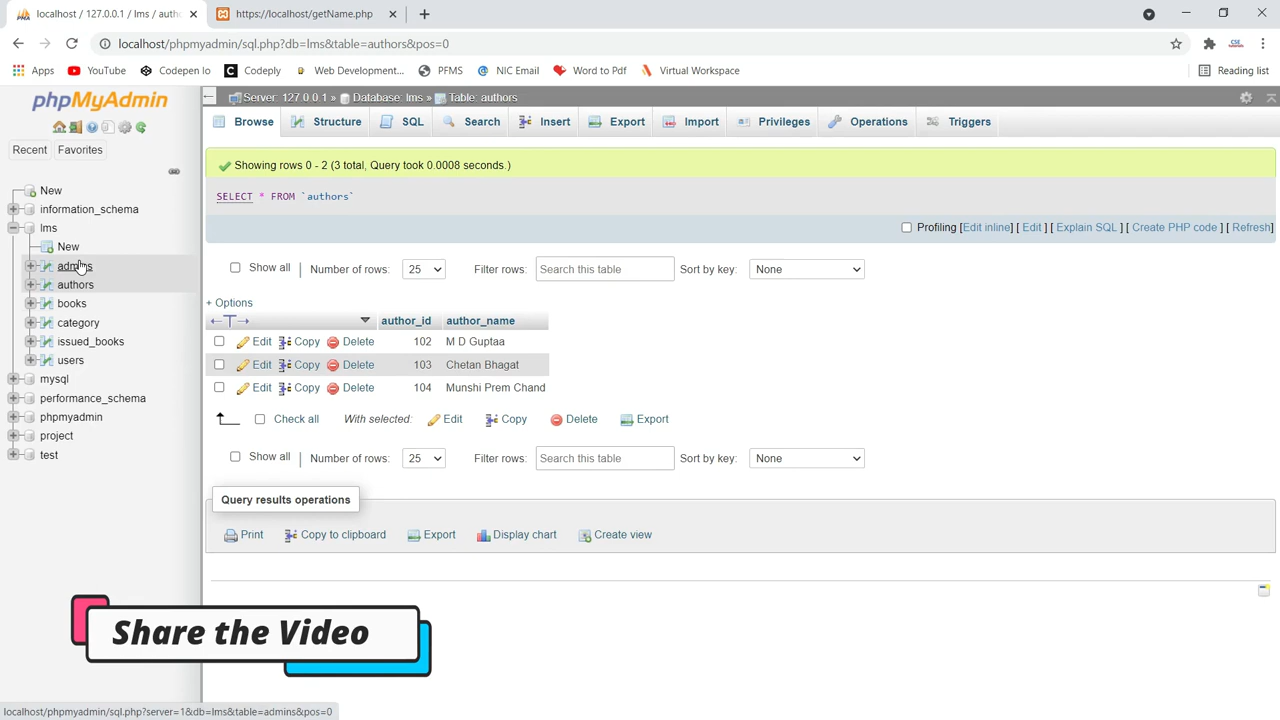 localhost / 127.0.0.1 / lms / autho
https://localhost/getName.php
localhost/phpmyadmin/sql.php?db=lms&table=authors&pos=0
Apps
YouTube
Codepen Io
Codeply
Web Development...
PFMS
NIC Email
Word to Pdf
Virtual Workspace
Reading list
phpMyAdmin
Recent
Favorites
New
information_schema
lms
New
admins
authors
books
category
issued_books
users
mysql
performance_schema
phpmyadmin
project
test
Server: 127.0.0.1 » Database: lms » Table: authors
Browse
Structure
SQL
Search
Insert
Export
Import
Privileges
Operations
Triggers
Showing rows 0 - 2 (3 total, Query took 0.0008 seconds.)
SELECT * FROM `authors`
Profiling [Edit inline] [ Edit ] [ Explain SQL ] [ Create PHP code ] [ Refresh]
Show all | Number of rows: 25 Filter rows: Search this table Sort by key: None
+ Options
author_id author_name
Edit Copy Delete 102 M D Guptaa
Edit Copy Delete 103 Chetan Bhagat
Edit Copy Delete 104 Munshi Prem Chand
Check all With selected: Edit Copy Delete Export
Show all | Number of rows: 25 Filter rows: Search this table Sort by key: None
Query results operations
Print Copy to clipboard Export Display chart Create view
Share the Video
localhost/phpmyadmin/sql.php?server=1&db=lms&table=admins&pos=0